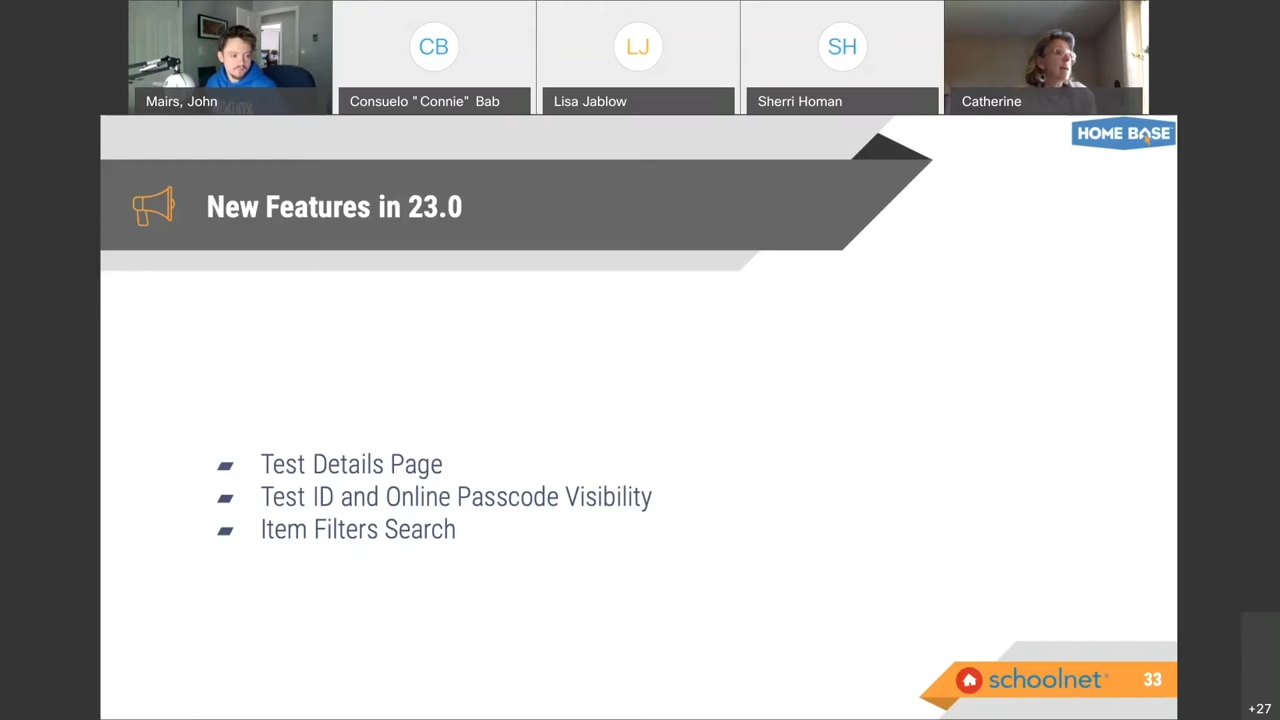 CB
LJ
SH
Mairs, John
Consuelo "Connie" Bab
Lisa Jablow
Sherri Homan
Catherine
HOME BASE
New Features in 23.0
Test Details Page
Test ID and Online Passcode Visibility
Item Filters Search
schoolnet
33
+27